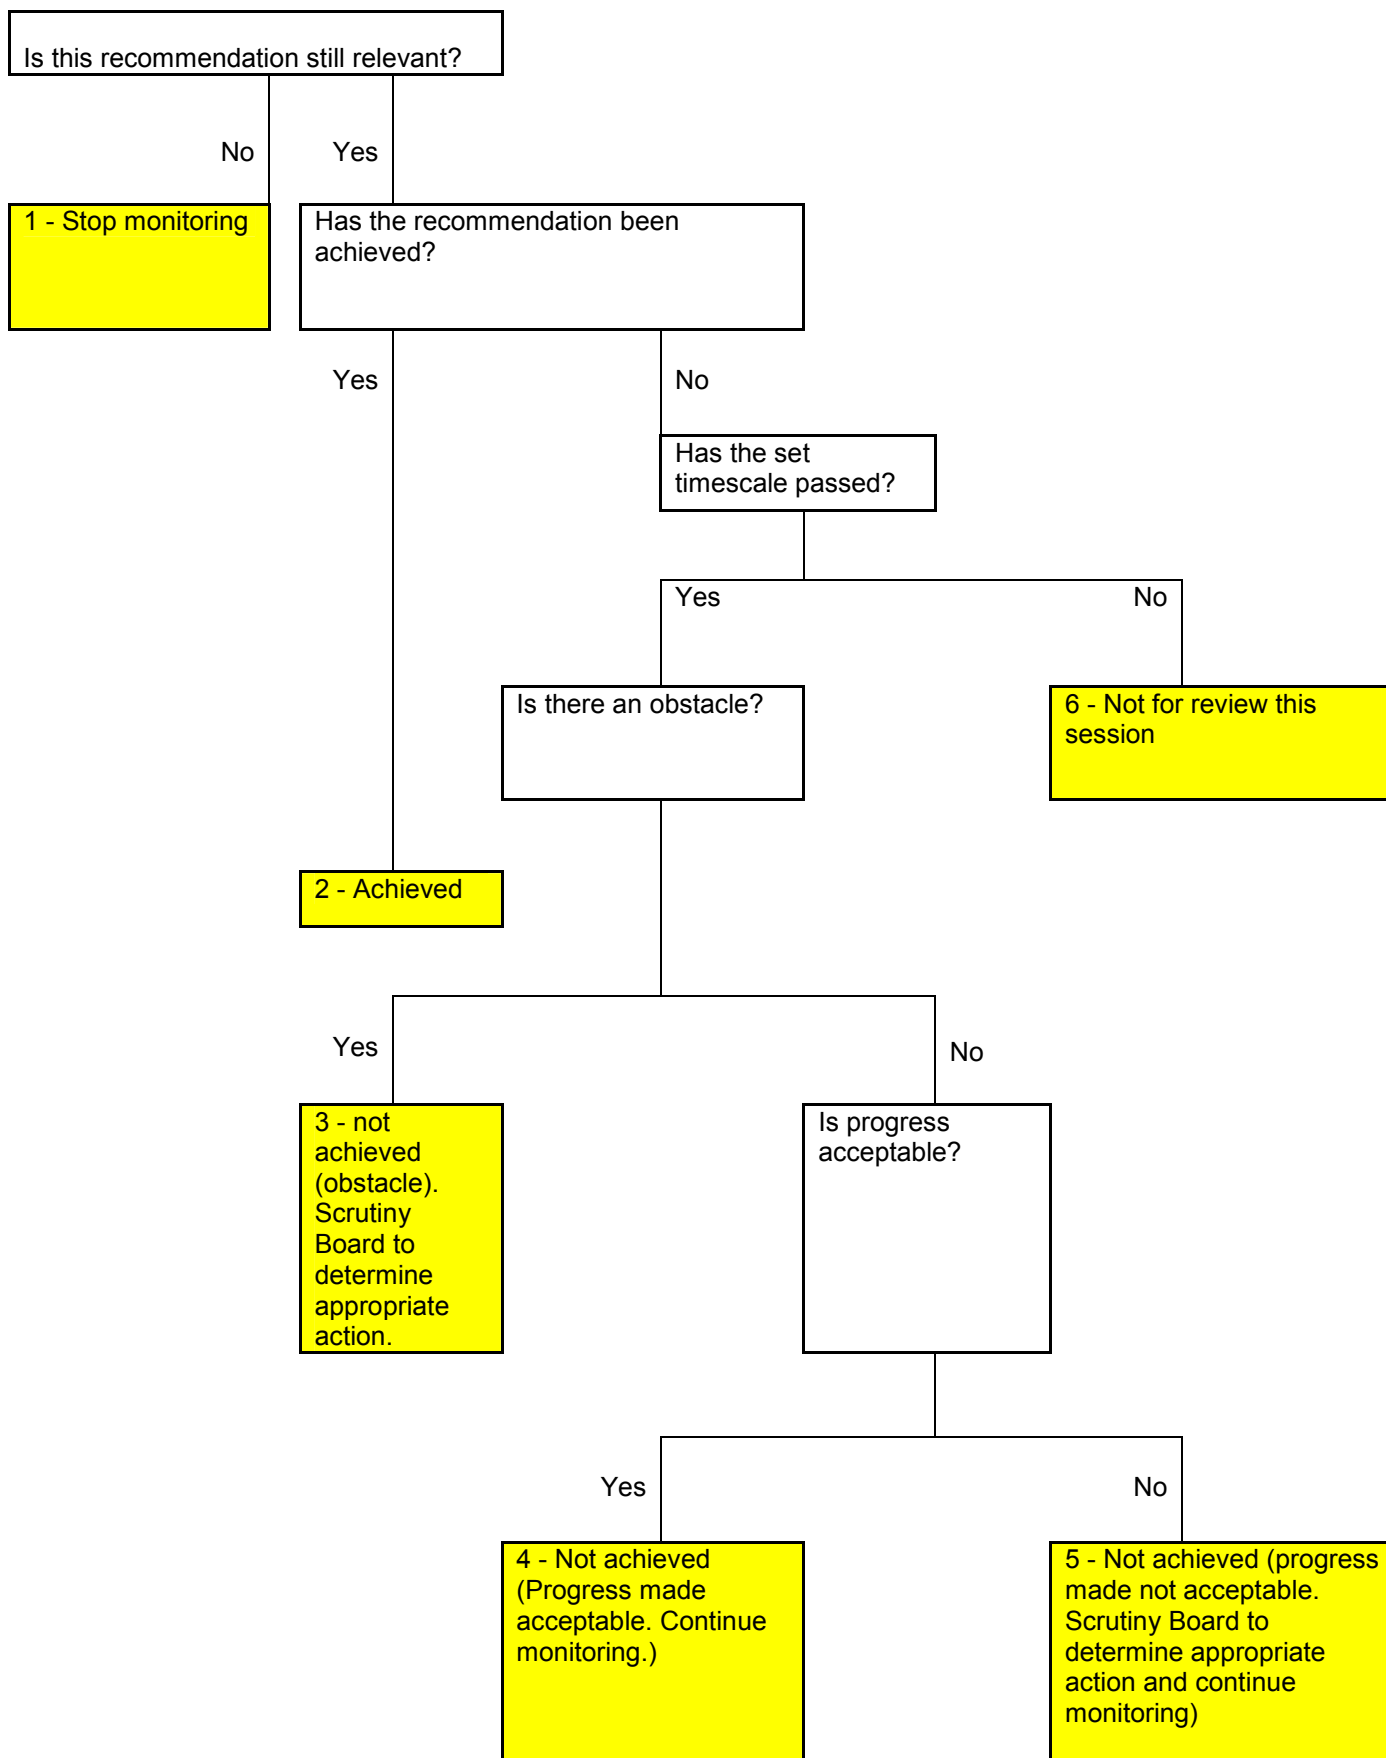 Is this recommendation still relevant?
No
Yes
1 - Stop monitoring
Has the recommendation been
achieved?
Yes
No
Has the set
timescale passed?
Yes
No
Is there an obstacle?
6 - Not for review this
session
2 - Achieved
Yes
No
3 - not
achieved
(obstacle).
Scrutiny
Board to
determine
appropriate
action.
Is progress
acceptable?
Yes
No
4 - Not achieved
(Progress made
acceptable. Continue
monitoring.)
5 - Not achieved (progress
made not acceptable.
Scrutiny Board to
determine appropriate
action and continue
monitoring)